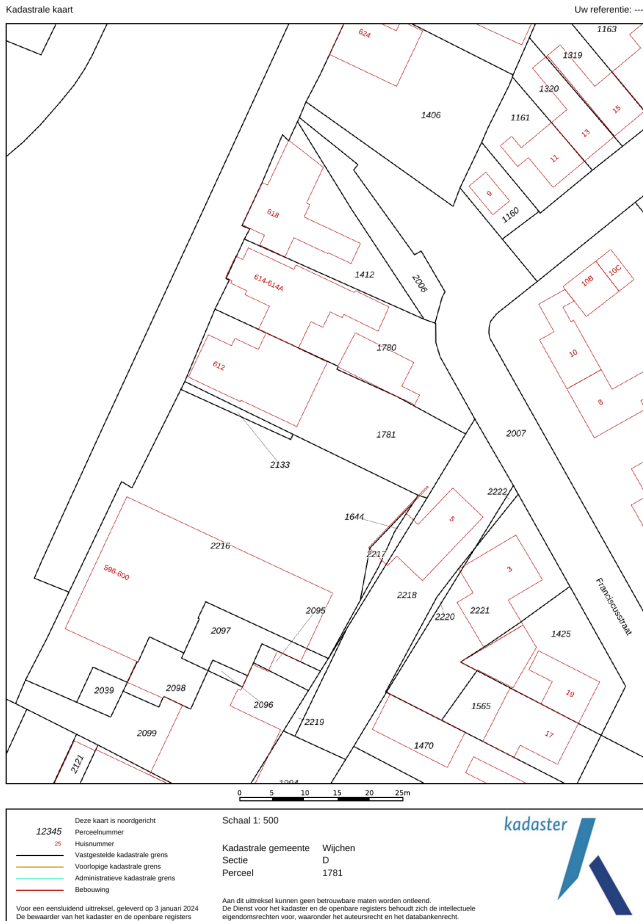 Kadastrale kaart
Uw referentie: ---
624
1163
1319
1320
15
1406
1161
13
11
9
1160
618
1412
2006
614-614A
10B
10C
1780
612
10
8
1781
2007
2133
2222
1644
5
2216
2217
598-600
3
2218
Franciscusstraat
2095
2220
2221
2097
1425
2039
2098
2096
1565
19
2219
2099
17
1470
2121
0 5 10 15 20 25m
Deze kaart is noordgericht
12345 Perceelnummer
25 Huisnummer
Vastgestelde kadastrale grens
Voorlopige kadastrale grens
Administratieve kadastrale grens
Bebouwing
Voor een eensluidend uittreksel, geleverd op 3 januari 2024
De bewaarder van het kadaster en de openbare registers
Schaal 1: 500
Kadastrale gemeente Wijchen
Sectie D
Perceel 1781
Aan dit uittreksel kunnen geen betrouwbare maten worden ontleend.
De Dienst voor het kadaster en de openbare registers behoudt zich de intellectuele
eigendomsrechten voor, waaronder het auteursrecht en het databankenrecht.
kadaster